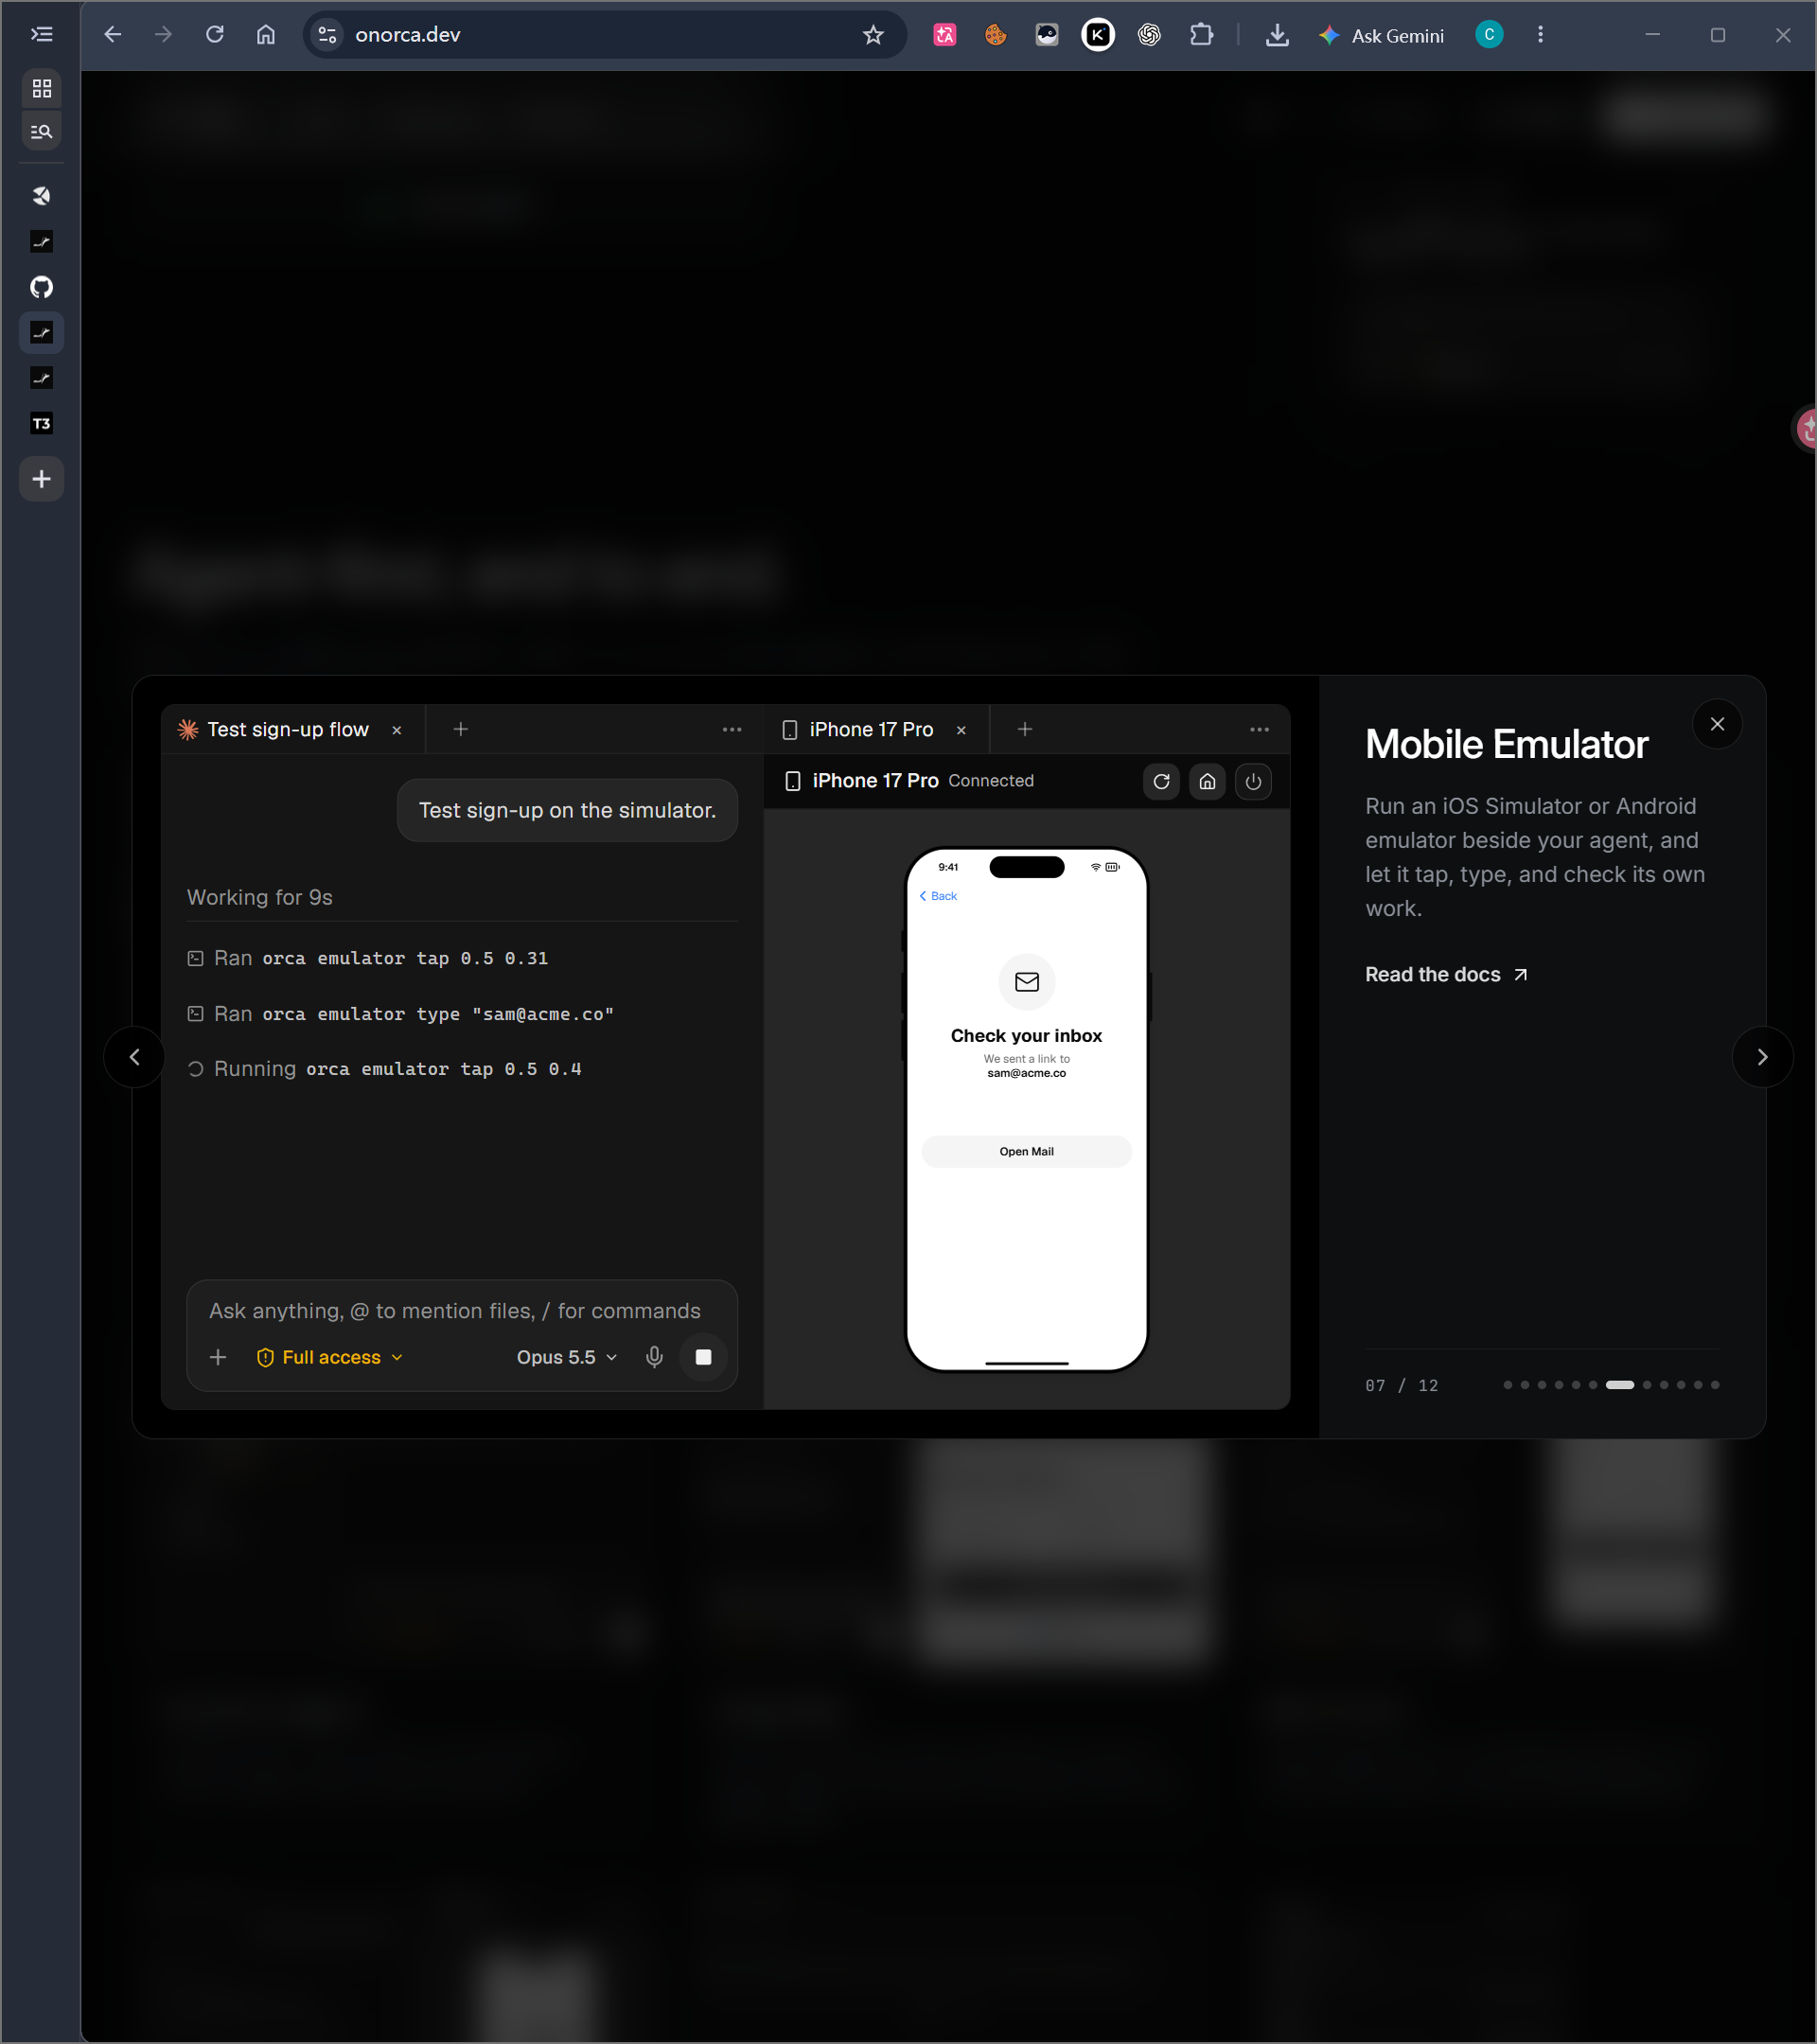 onorca.dev
Ask Gemini
C
T3
Test sign-up flow
Test sign-up on the simulator.
Working for 9s
Ran orca emulator tap 0.5 0.31
Ran orca emulator type "sam@acme.co"
Running orca emulator tap 0.5 0.4
Ask anything, @ to mention files, / for commands
Full access
Opus 5.5
iPhone 17 Pro
iPhone 17 Pro Connected
9:41
Back
Check your inbox
We sent a link to
sam@acme.co
Open Mail
Mobile Emulator
Run an iOS Simulator or Android
emulator beside your agent, and
let it tap, type, and check its own
work.
Read the docs
07 / 12